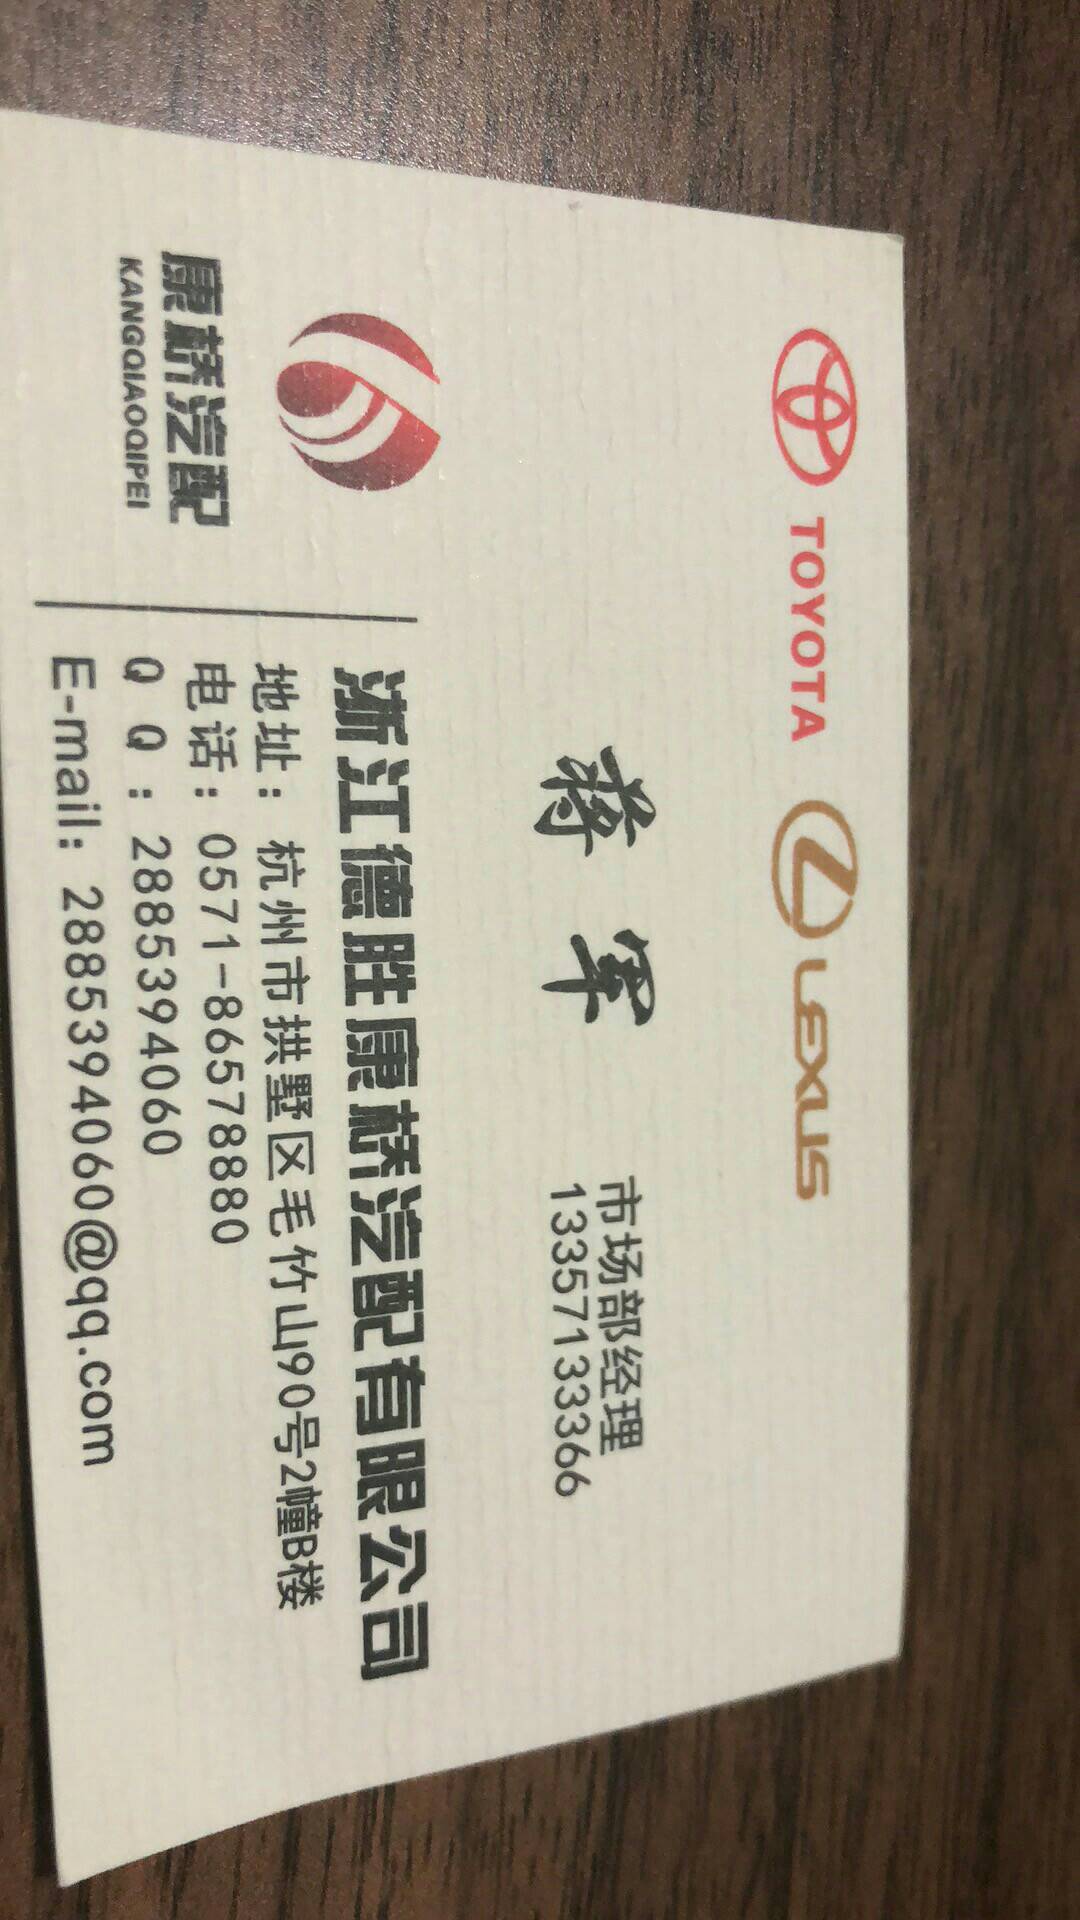 TOYOTA LEXUS
蒋军
市场部经理
13357133366
康桥汽配
KANGQIAOQIPEI
浙江德胜康桥汽配有限公司
地址：杭州市拱墅区毛竹山90号2幢B楼
电话：0571-86578880
Q Q：2885394060
E-mail：2885394060@qq.com